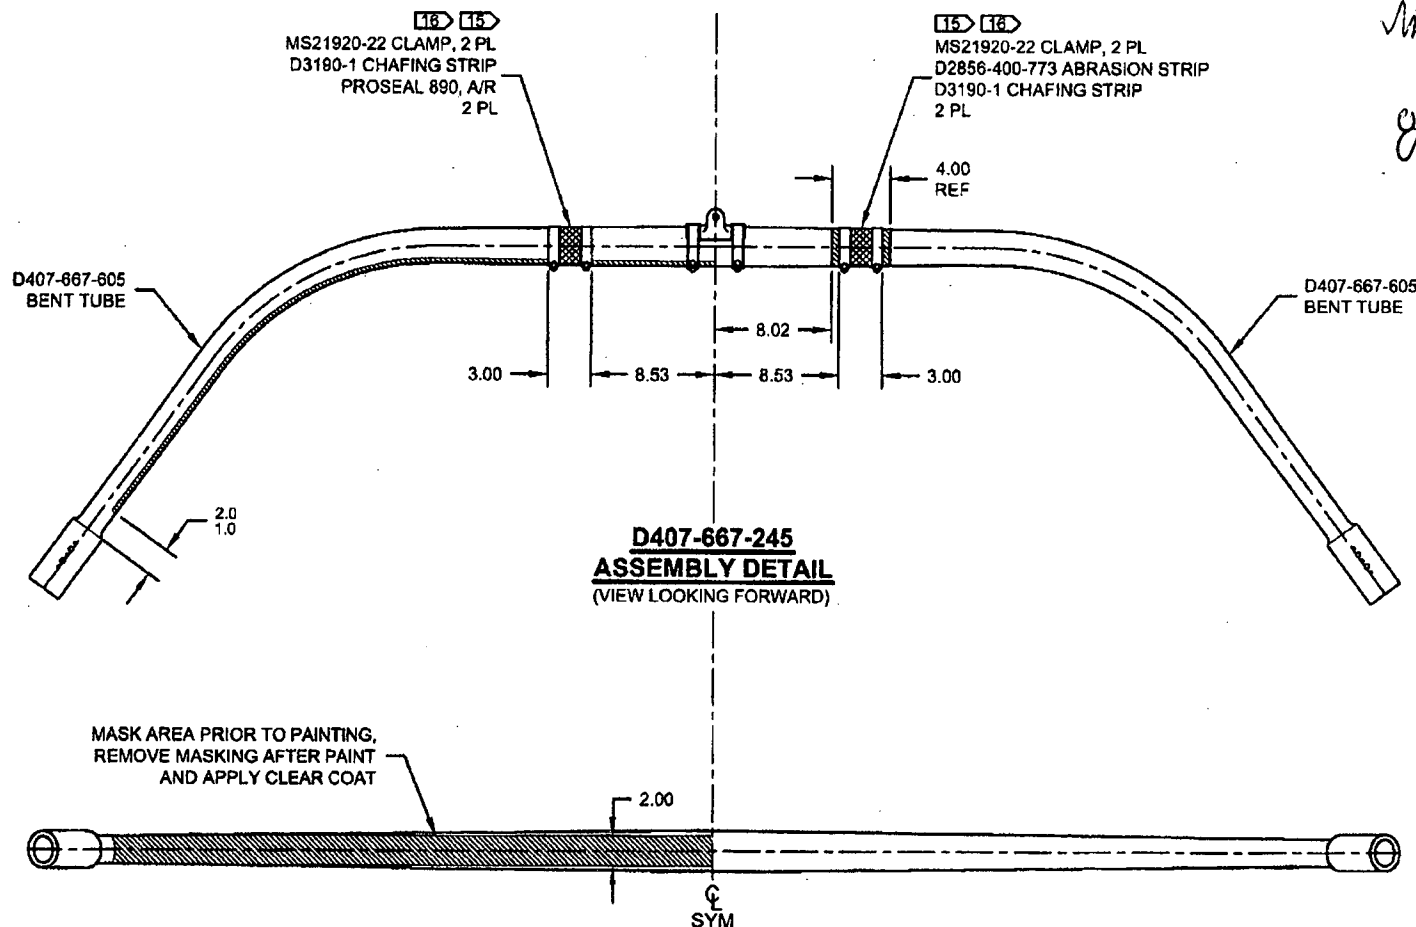 16 15
MS21920-22 CLAMP, 2 PL
D3190-1 CHAFING STRIP
PROSEAL 890, A/R
2 PL
15 16
MS21920-22 CLAMP, 2 PL
D2856-400-773 ABRASION STRIP
D3190-1 CHAFING STRIP
2 PL
4.00
REF
D407-667-605
BENT TUBE
D407-667-605
BENT TUBE
8.02
3.00
8.53
8.53
3.00
2.0
1.0
D407-667-245
ASSEMBLY DETAIL
(VIEW LOOKING FORWARD)
MASK AREA PRIOR TO PAINTING,
REMOVE MASKING AFTER PAINT
AND APPLY CLEAR COAT
2.00
SYM